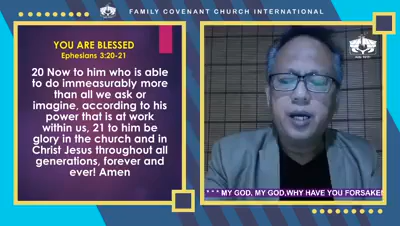 FAMILY COVENANT CHURCH INTERNATIONAL
YOU ARE BLESSED
Ephesians 3:20-21
20 Now to him who is able
to do immeasurably more
than all we ask or
imagine, according to his
power that is at work
within us, 21 to him be
glory in the church and in
Christ Jesus throughout all
generations, forever and
ever! Amen
* * * MY GOD, MY GOD,WHY HAVE YOU FORSAKEN